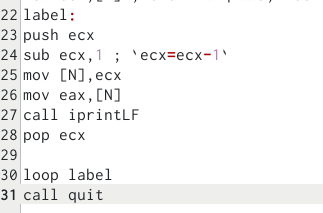 22 label:
23 push ecx
24 sub ecx,1 ; `ecx=ecx-1`
25 mov [N],ecx
26 mov eax,[N]
27 call iprintLF
28 pop ecx
29
30 loop label
31 call quit